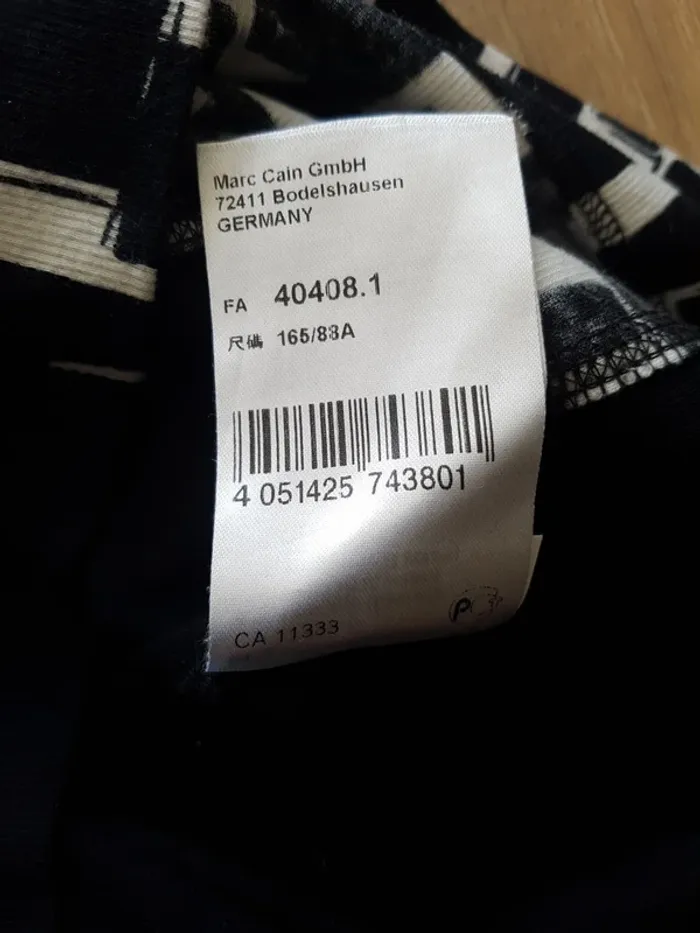 Marc Cain GmbH
72411 Bodelshausen
GERMANY
FA 40408.1
尺碼 165/88A
4 051425 743801
CA 11333